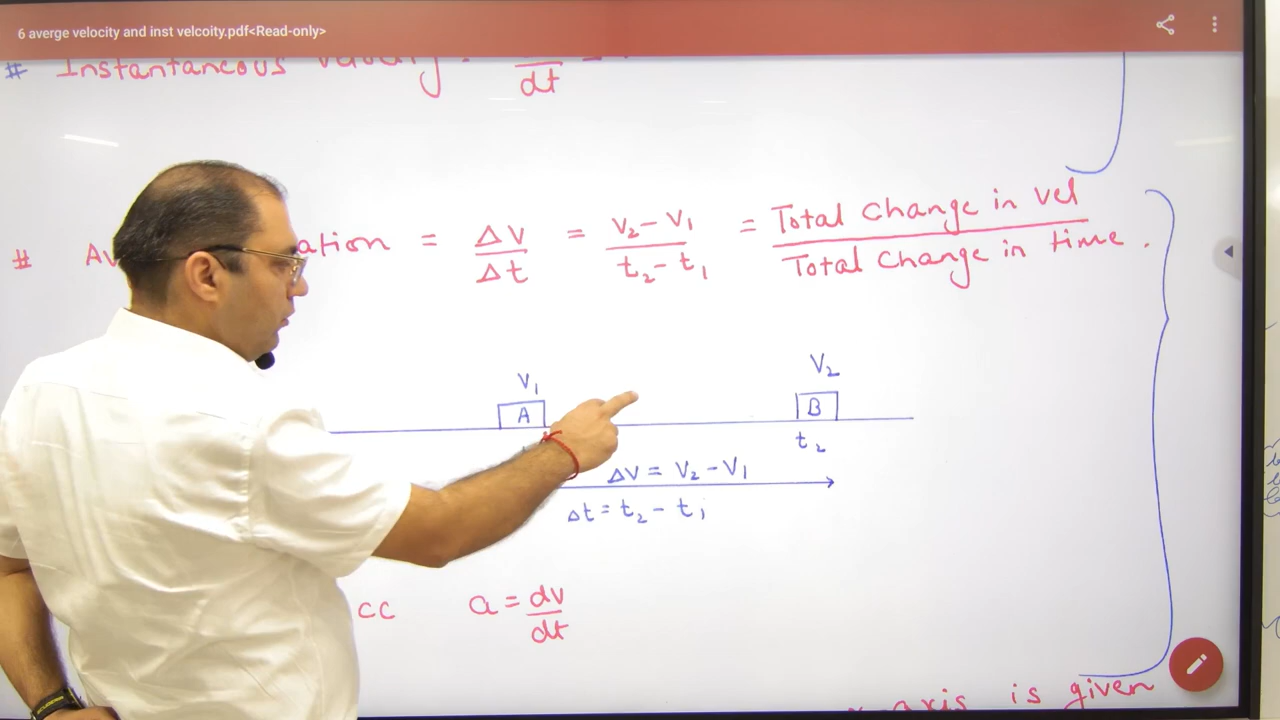 6 averge velocity and inst velcoity.pdf<Read-only>
# Instantaneous
dt
# Av ation = Δv / Δt = V2 - V1 / t2 - t1 = Total Change in Vel / Total Change in time .
V1 V2
A B
t2
Δv = V2 - V1
Δt = t2 - t1
cc a = dv / dt
x-axis is given